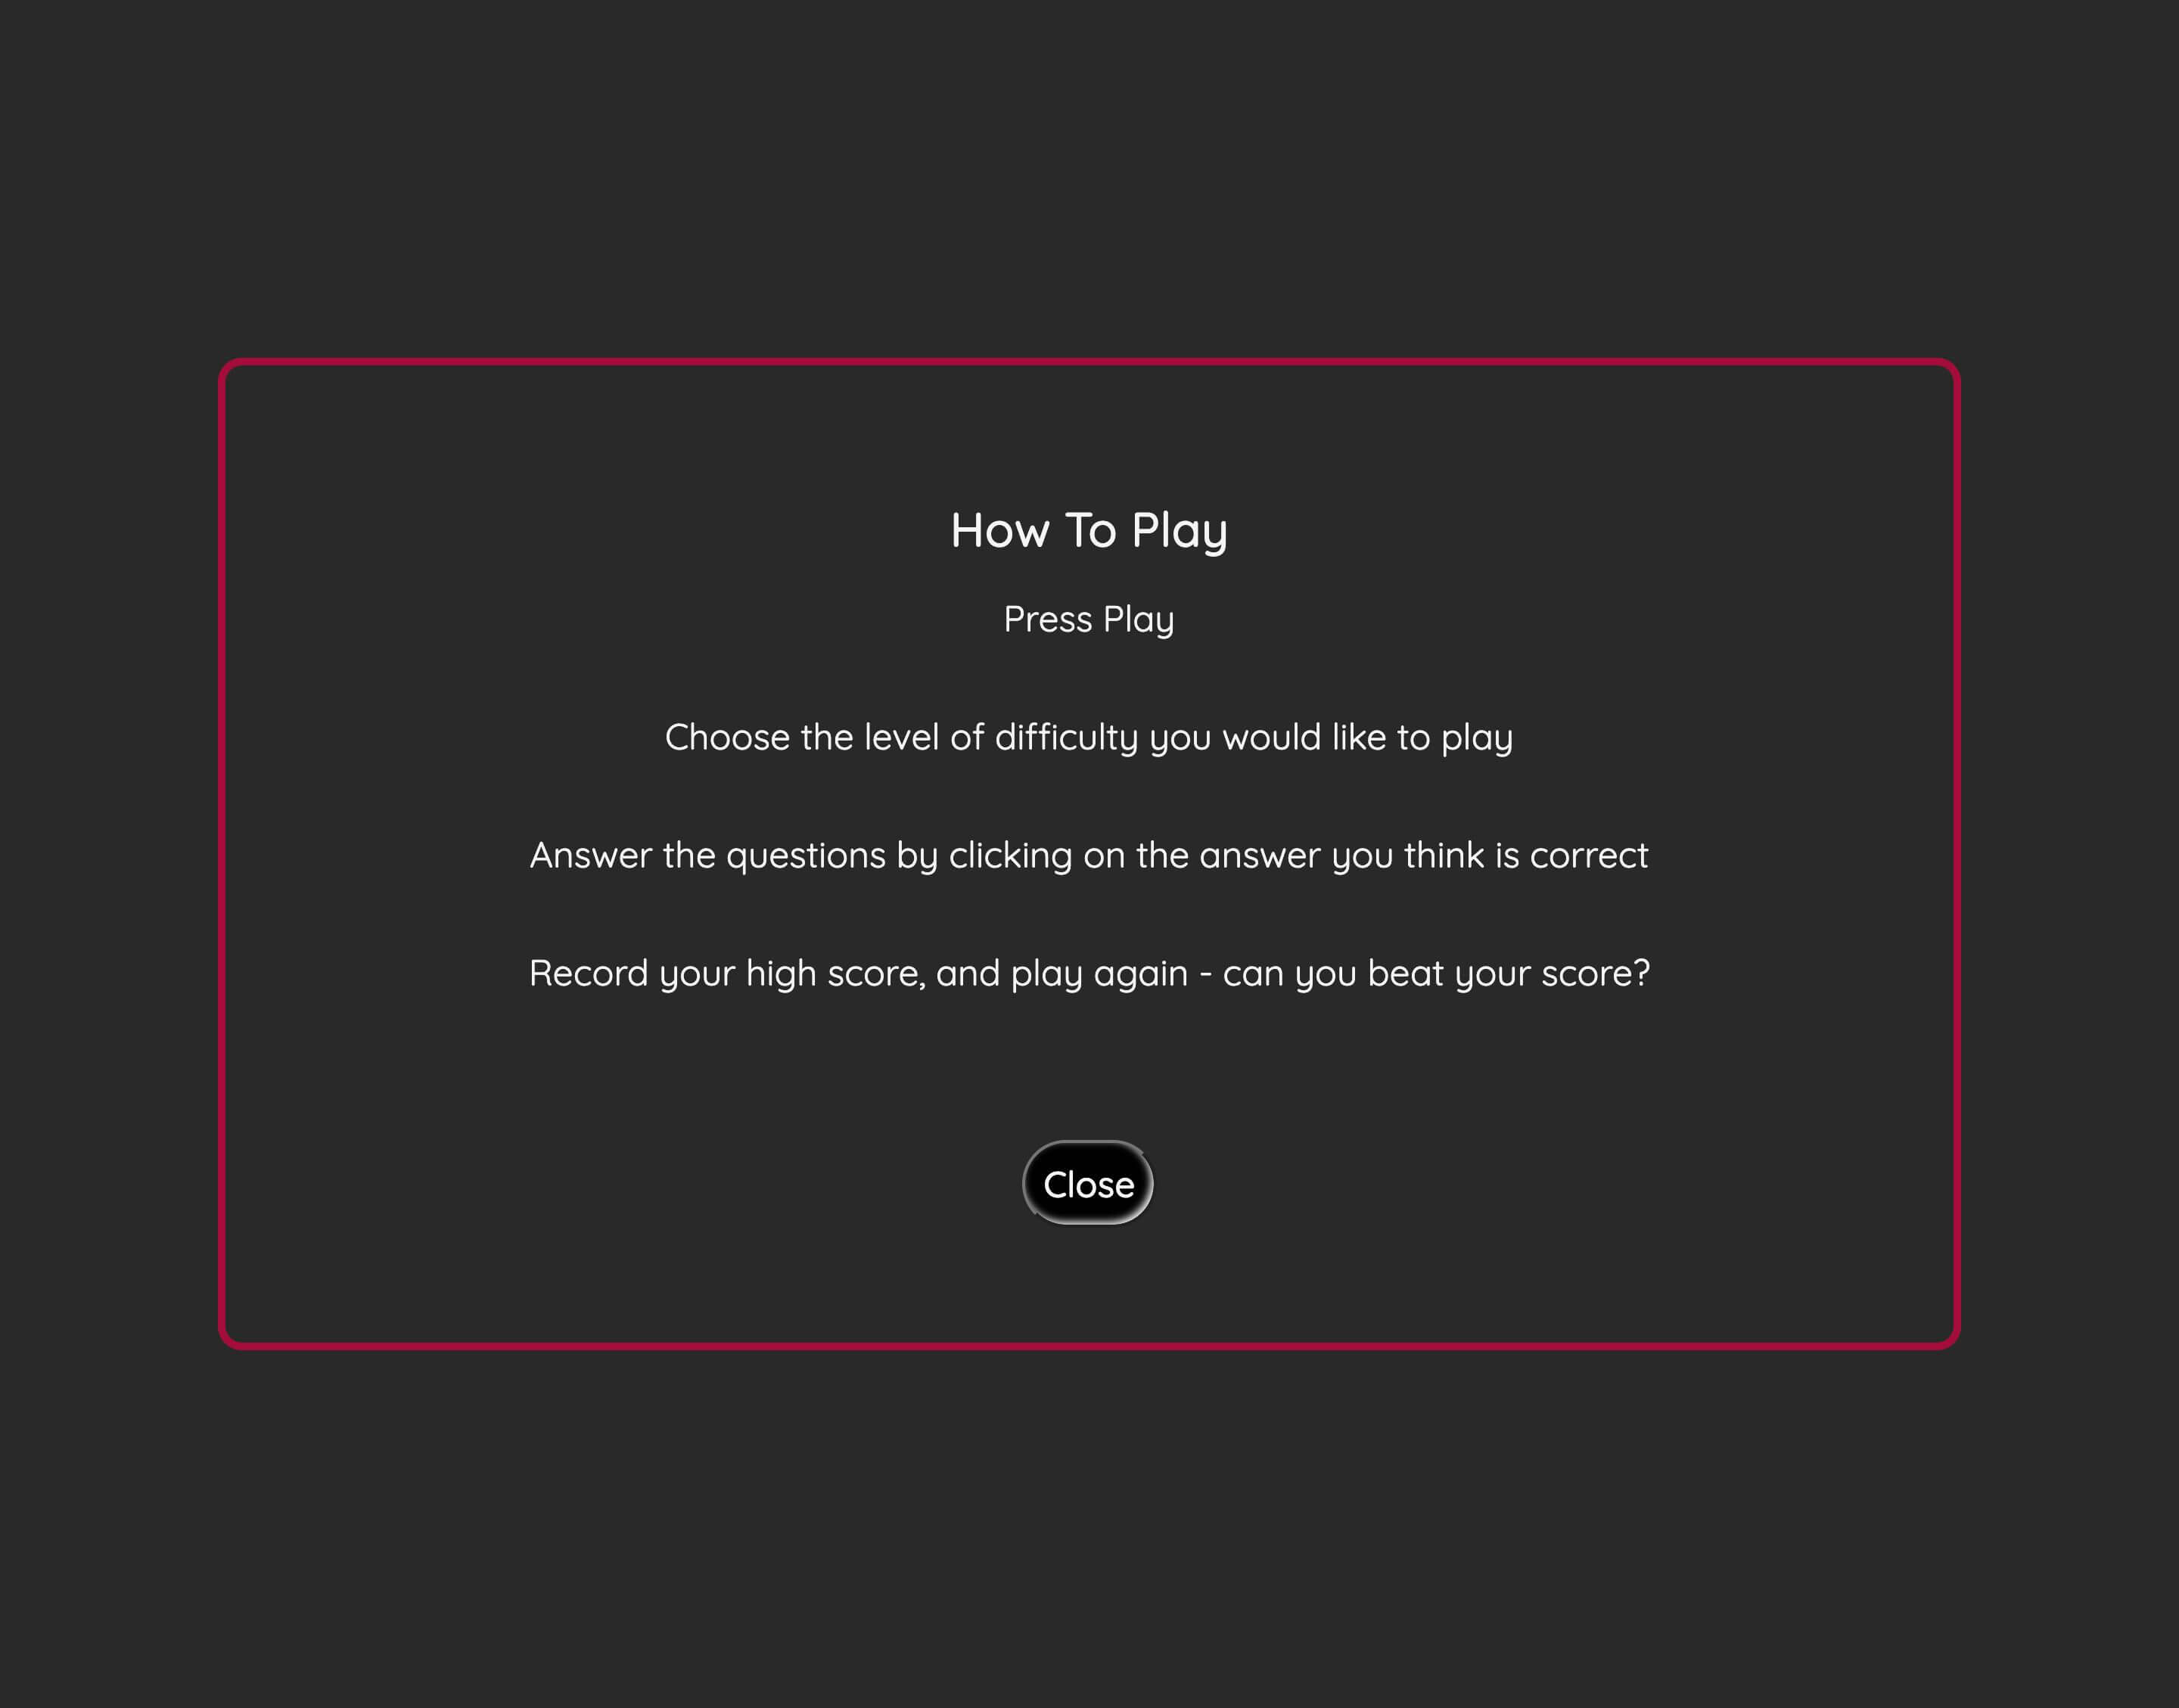 How To Play
Press Play
Choose the level of difficulty you would like to play
Answer the questions by clicking on the answer you think is correct
Record your high score, and play again - can you beat your score?
Close